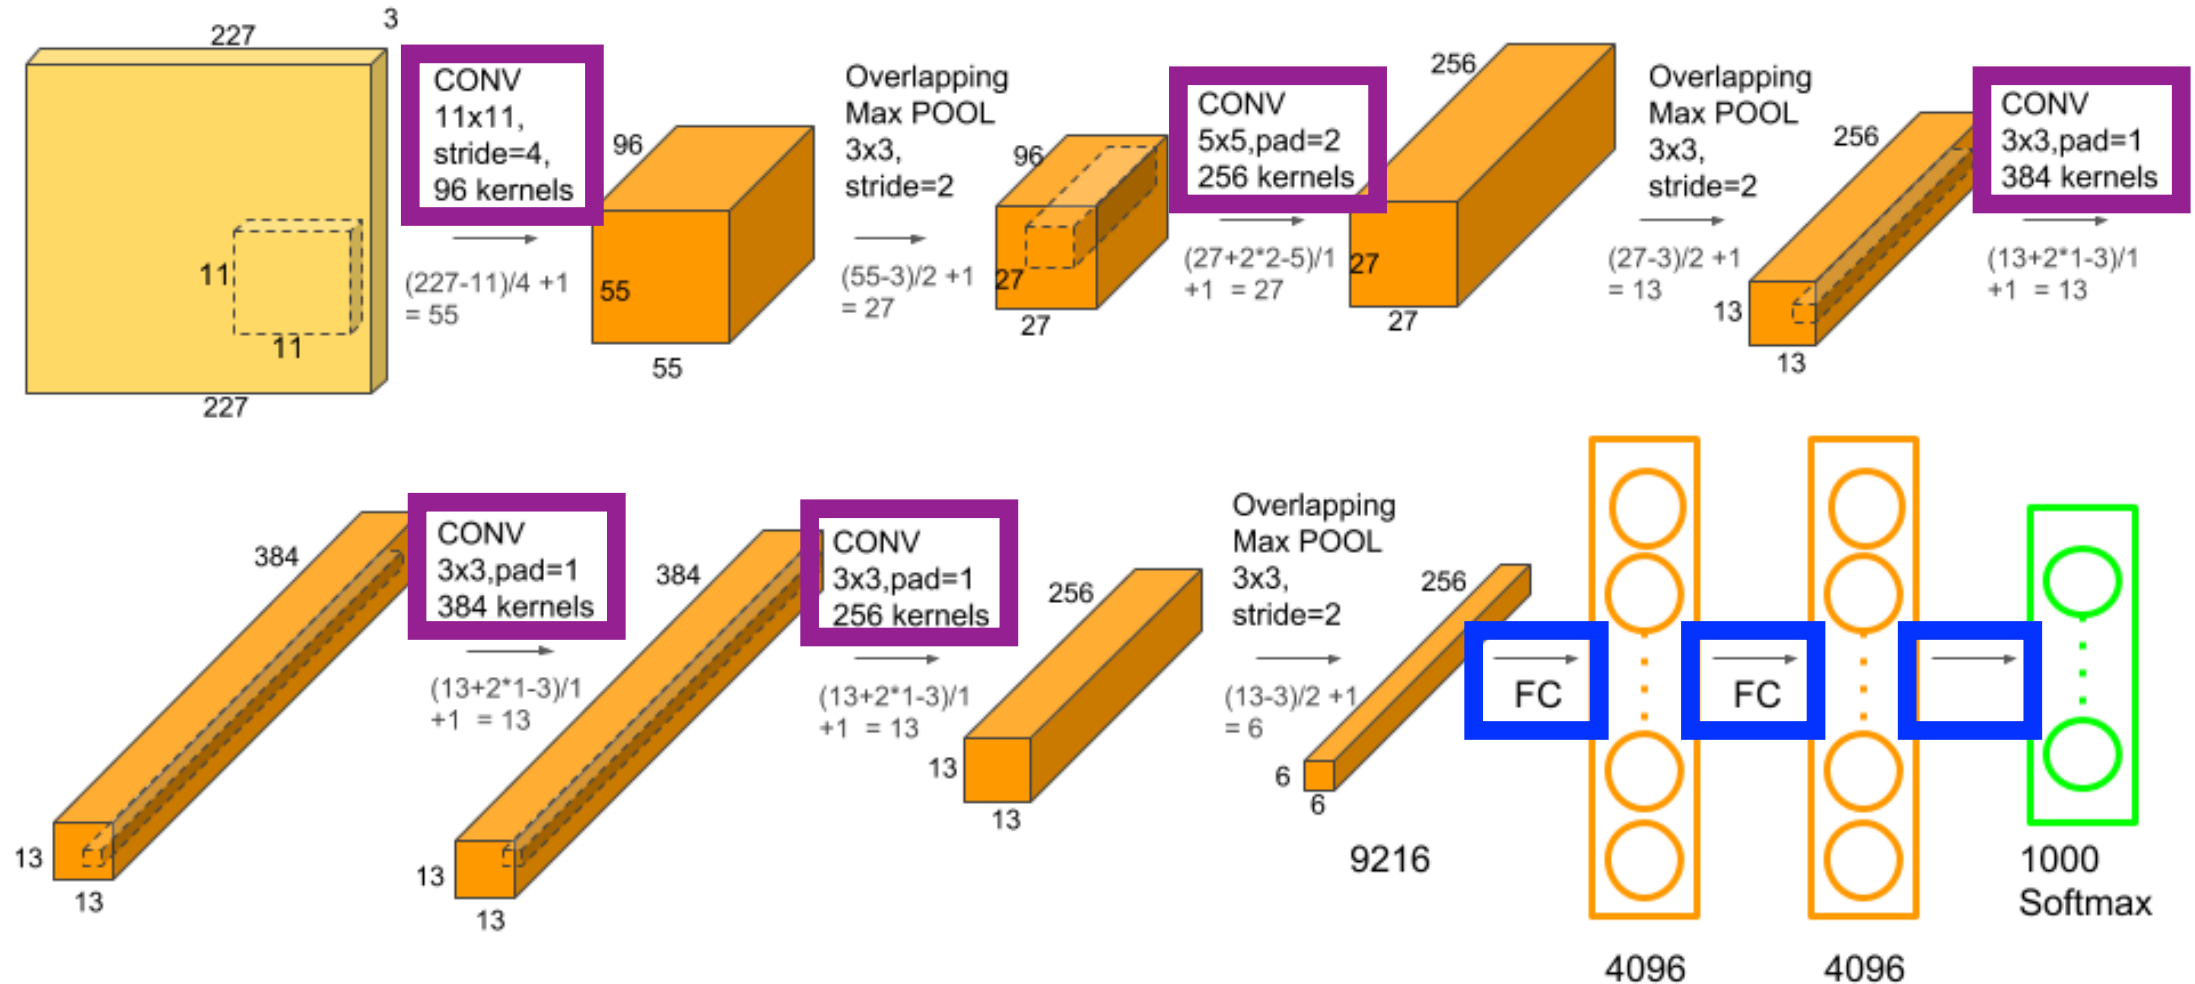 227
3
CONV
11x11,
stride=4,
96 kernels
(227-11)/4 +1
= 55
11
11
227
96
55
55
Overlapping
Max POOL
3x3,
stride=2
(55-3)/2 +1
= 27
96
27
27
CONV
5x5,pad=2
256 kernels
(27+2*2-5)/1
+1 = 27
256
27
27
Overlapping
Max POOL
3x3,
stride=2
(27-3)/2 +1
= 13
256
13
13
CONV
3x3,pad=1
384 kernels
(13+2*1-3)/1
+1 = 13
384
13
13
CONV
3x3,pad=1
384 kernels
(13+2*1-3)/1
+1 = 13
384
13
13
CONV
3x3,pad=1
256 kernels
(13+2*1-3)/1
+1 = 13
256
13
13
Overlapping
Max POOL
3x3,
stride=2
(13-3)/2 +1
= 6
256
6
6
9216
FC
4096
FC
4096
1000
Softmax